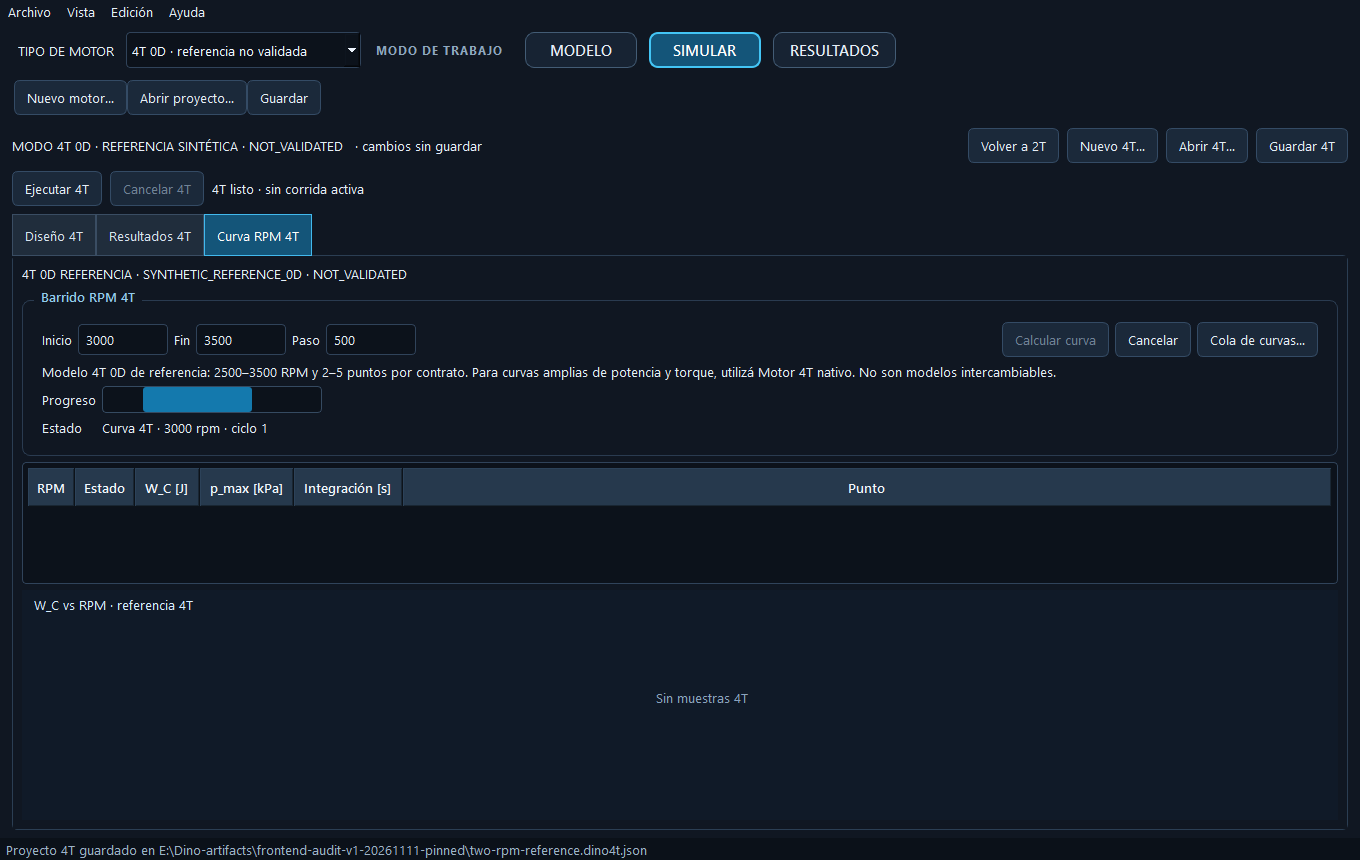 Archivo Vista Edición Ayuda
TIPO DE MOTOR 4T 0D · referencia no validada MODO DE TRABAJO MODELO SIMULAR RESULTADOS
Nuevo motor... Abrir proyecto... Guardar
MODO 4T 0D · REFERENCIA SINTÉTICA · NOT_VALIDATED · cambios sin guardar Volver a 2T Nuevo 4T... Abrir 4T... Guardar 4T
Ejecutar 4T Cancelar 4T 4T listo · sin corrida activa
Diseño 4T Resultados 4T Curva RPM 4T
4T 0D REFERENCIA · SYNTHETIC_REFERENCE_0D · NOT_VALIDATED
Barrido RPM 4T
Inicio 3000 Fin 3500 Paso 500 Calcular curva Cancelar Cola de curvas...
Modelo 4T 0D de referencia: 2500–3500 RPM y 2–5 puntos por contrato. Para curvas amplias de potencia y torque, utilizá Motor 4T nativo. No son modelos intercambiables.
Progreso
Estado Curva 4T · 3000 rpm · ciclo 1
RPM Estado W_C [J] p_max [kPa] Integración [s] Punto
W_C vs RPM · referencia 4T
Sin muestras 4T
Proyecto 4T guardado en E:\Dino-artifacts\frontend-audit-v1-20261111-pinned\two-rpm-reference.dino4t.json